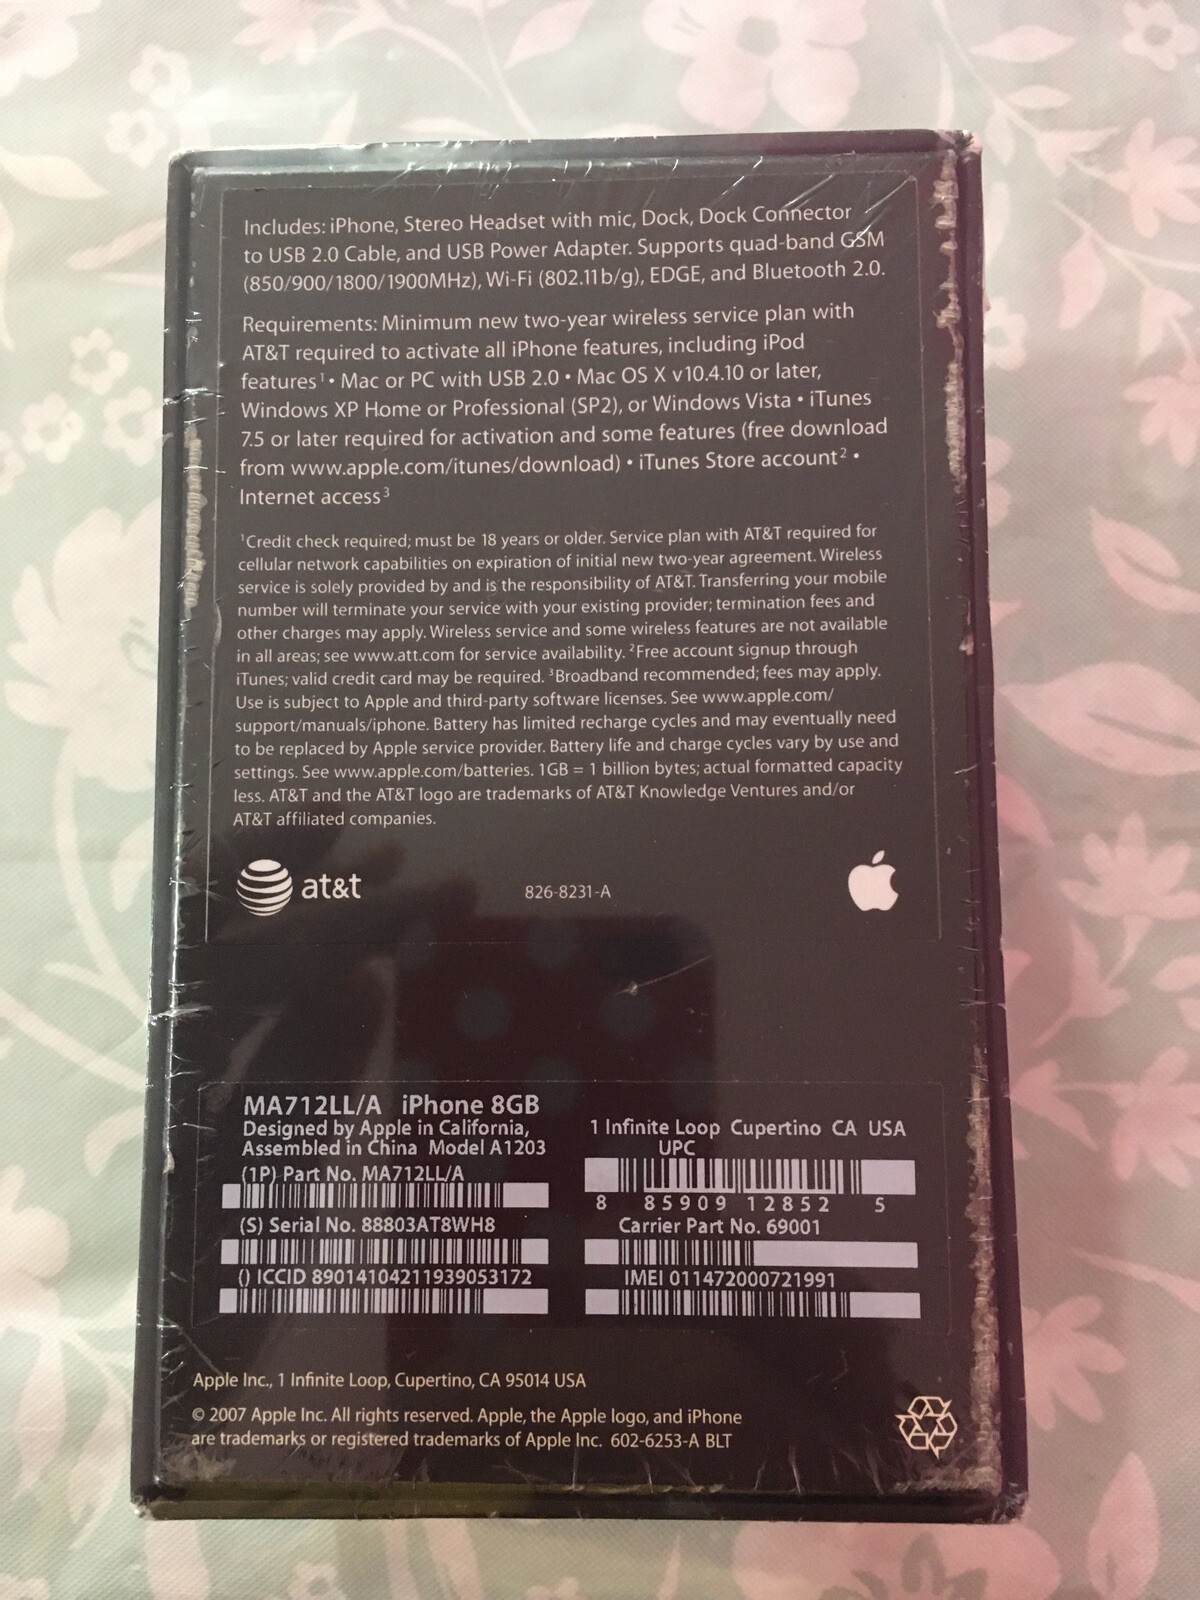 Includes: iPhone, Stereo Headset with mic, Dock, Dock Connector
to USB 2.0 Cable, and USB Power Adapter. Supports quad-band GSM
(850/900/1800/1900MHz), Wi-Fi (802.11b/g), EDGE, and Bluetooth 2.0.
Requirements: Minimum new two-year wireless service plan with
AT&T required to activate all iPhone features, including iPod
features¹ • Mac or PC with USB 2.0 • Mac OS X v10.4.10 or later,
Windows XP Home or Professional (SP2), or Windows Vista • iTunes
7.5 or later required for activation and some features (free download
from www.apple.com/itunes/download) • iTunes Store account² •
Internet access³
¹Credit check required; must be 18 years or older. Service plan with AT&T required for
cellular network capabilities on expiration of initial new two-year agreement. Wireless
service is solely provided by and is the responsibility of AT&T. Transferring your mobile
number will terminate your service with your existing provider; termination fees and
other charges may apply. Wireless service and some wireless features are not available
in all areas; see www.att.com for service availability. ²Free account signup through
iTunes; valid credit card may be required. ³Broadband recommended; fees may apply.
Use is subject to Apple and third-party software licenses. See www.apple.com/
support/manuals/iphone. Battery has limited recharge cycles and may eventually need
to be replaced by Apple service provider. Battery life and charge cycles vary by use and
settings. See www.apple.com/batteries. 1GB = 1 billion bytes; actual formatted capacity
less. AT&T and the AT&T logo are trademarks of AT&T Knowledge Ventures and/or
AT&T affiliated companies.
at&t 826-8231-A
MA712LL/A iPhone 8GB
Designed by Apple in California,
Assembled in China Model A1203
(1P) Part No. MA712LL/A
(S) Serial No. 88803AT8WH8
() ICCID 89014104211939053172
1 Infinite Loop Cupertino CA USA
UPC
8 85909 12852 5
Carrier Part No. 69001
IMEI 011472000721991
Apple Inc., 1 Infinite Loop, Cupertino, CA 95014 USA
© 2007 Apple Inc. All rights reserved. Apple, the Apple logo, and iPhone
are trademarks or registered trademarks of Apple Inc. 602-6253-A BLT